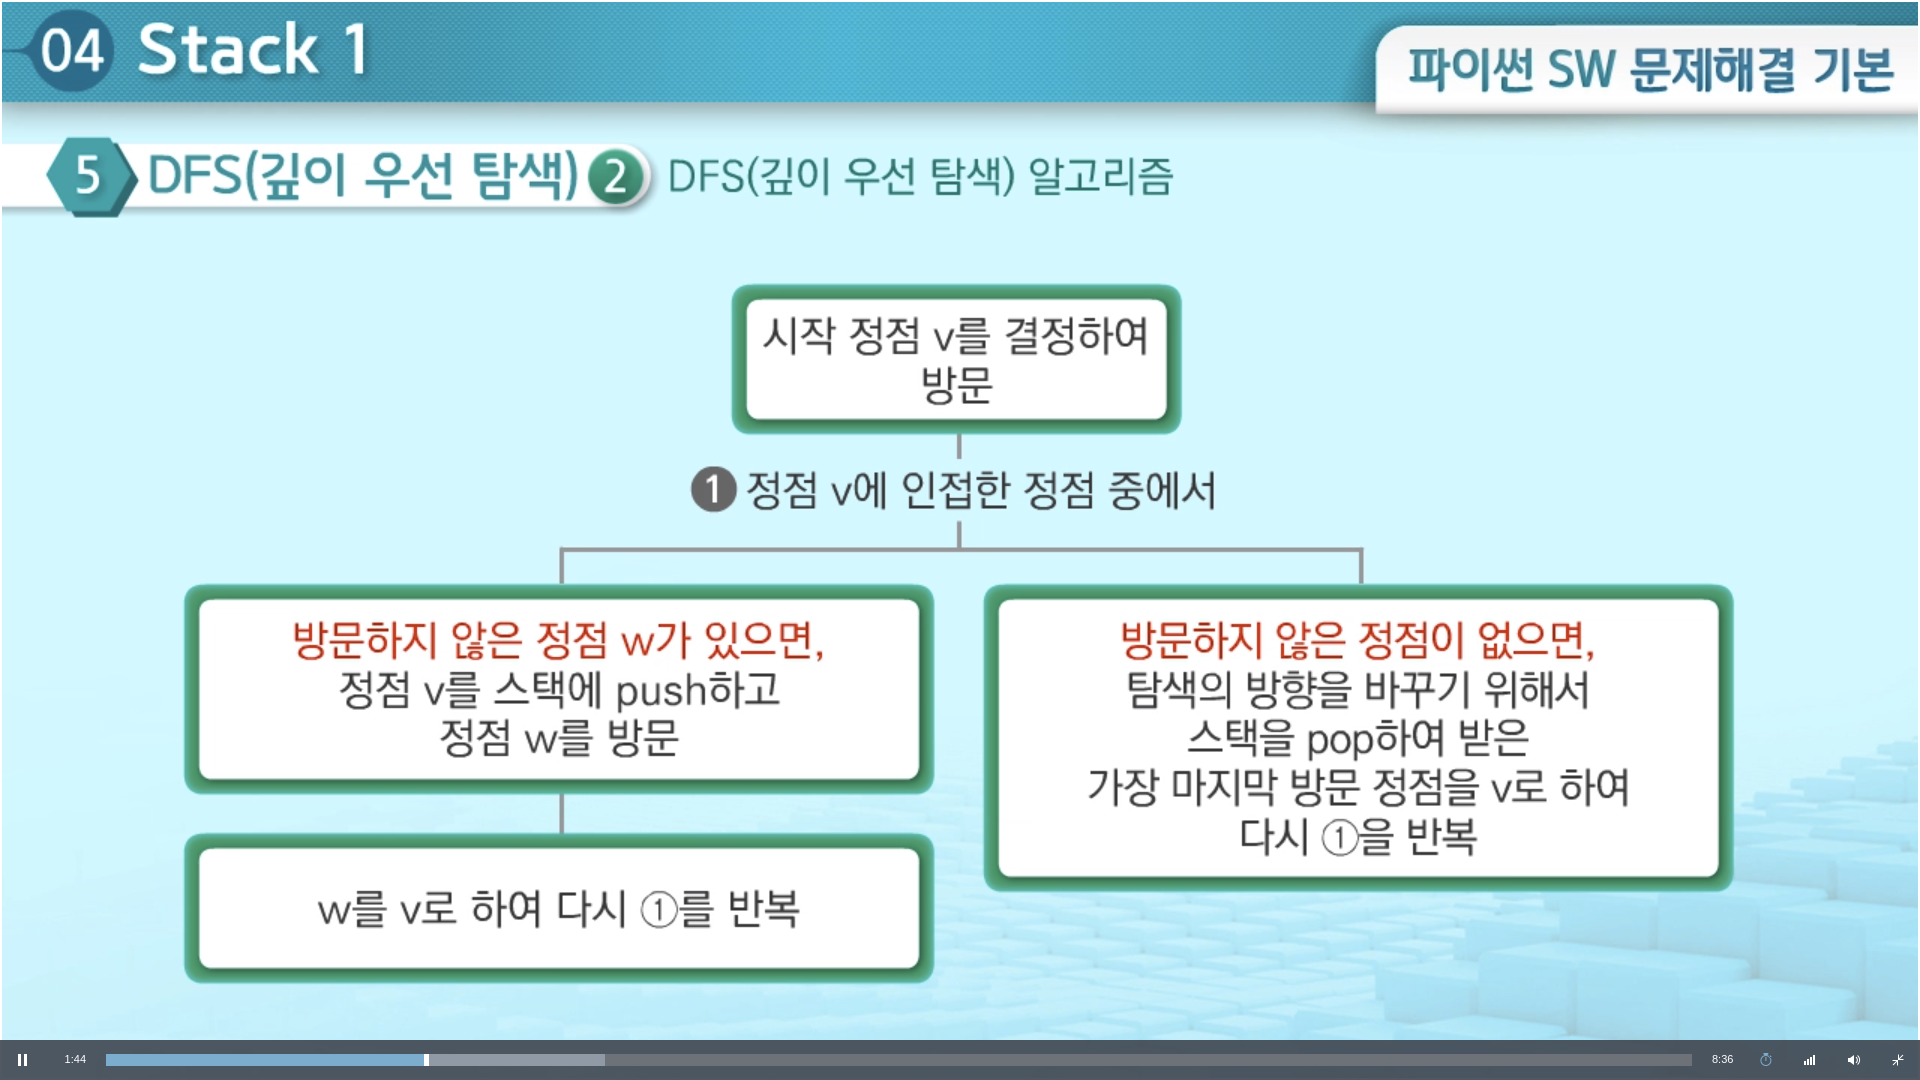 04 Stack 1
파이썬 SW 문제해결 기본
5 DFS(깊이 우선 탐색) 2 DFS(깊이 우선 탐색) 알고리즘
시작 정점 v를 결정하여
방문
1 정점 v에 인접한 정점 중에서
방문하지 않은 정점 w가 있으면,
정점 v를 스택에 push하고
정점 w를 방문
w를 v로 하여 다시 ①를 반복
방문하지 않은 정점이 없으면,
탐색의 방향을 바꾸기 위해서
스택을 pop하여 받은
가장 마지막 방문 정점을 v로 하여
다시 ①을 반복
1:44
8:36